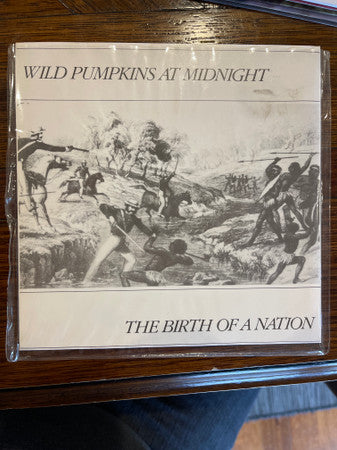 WILD PUMPKINS AT MIDNIGHT
THE BIRTH OF A NATION